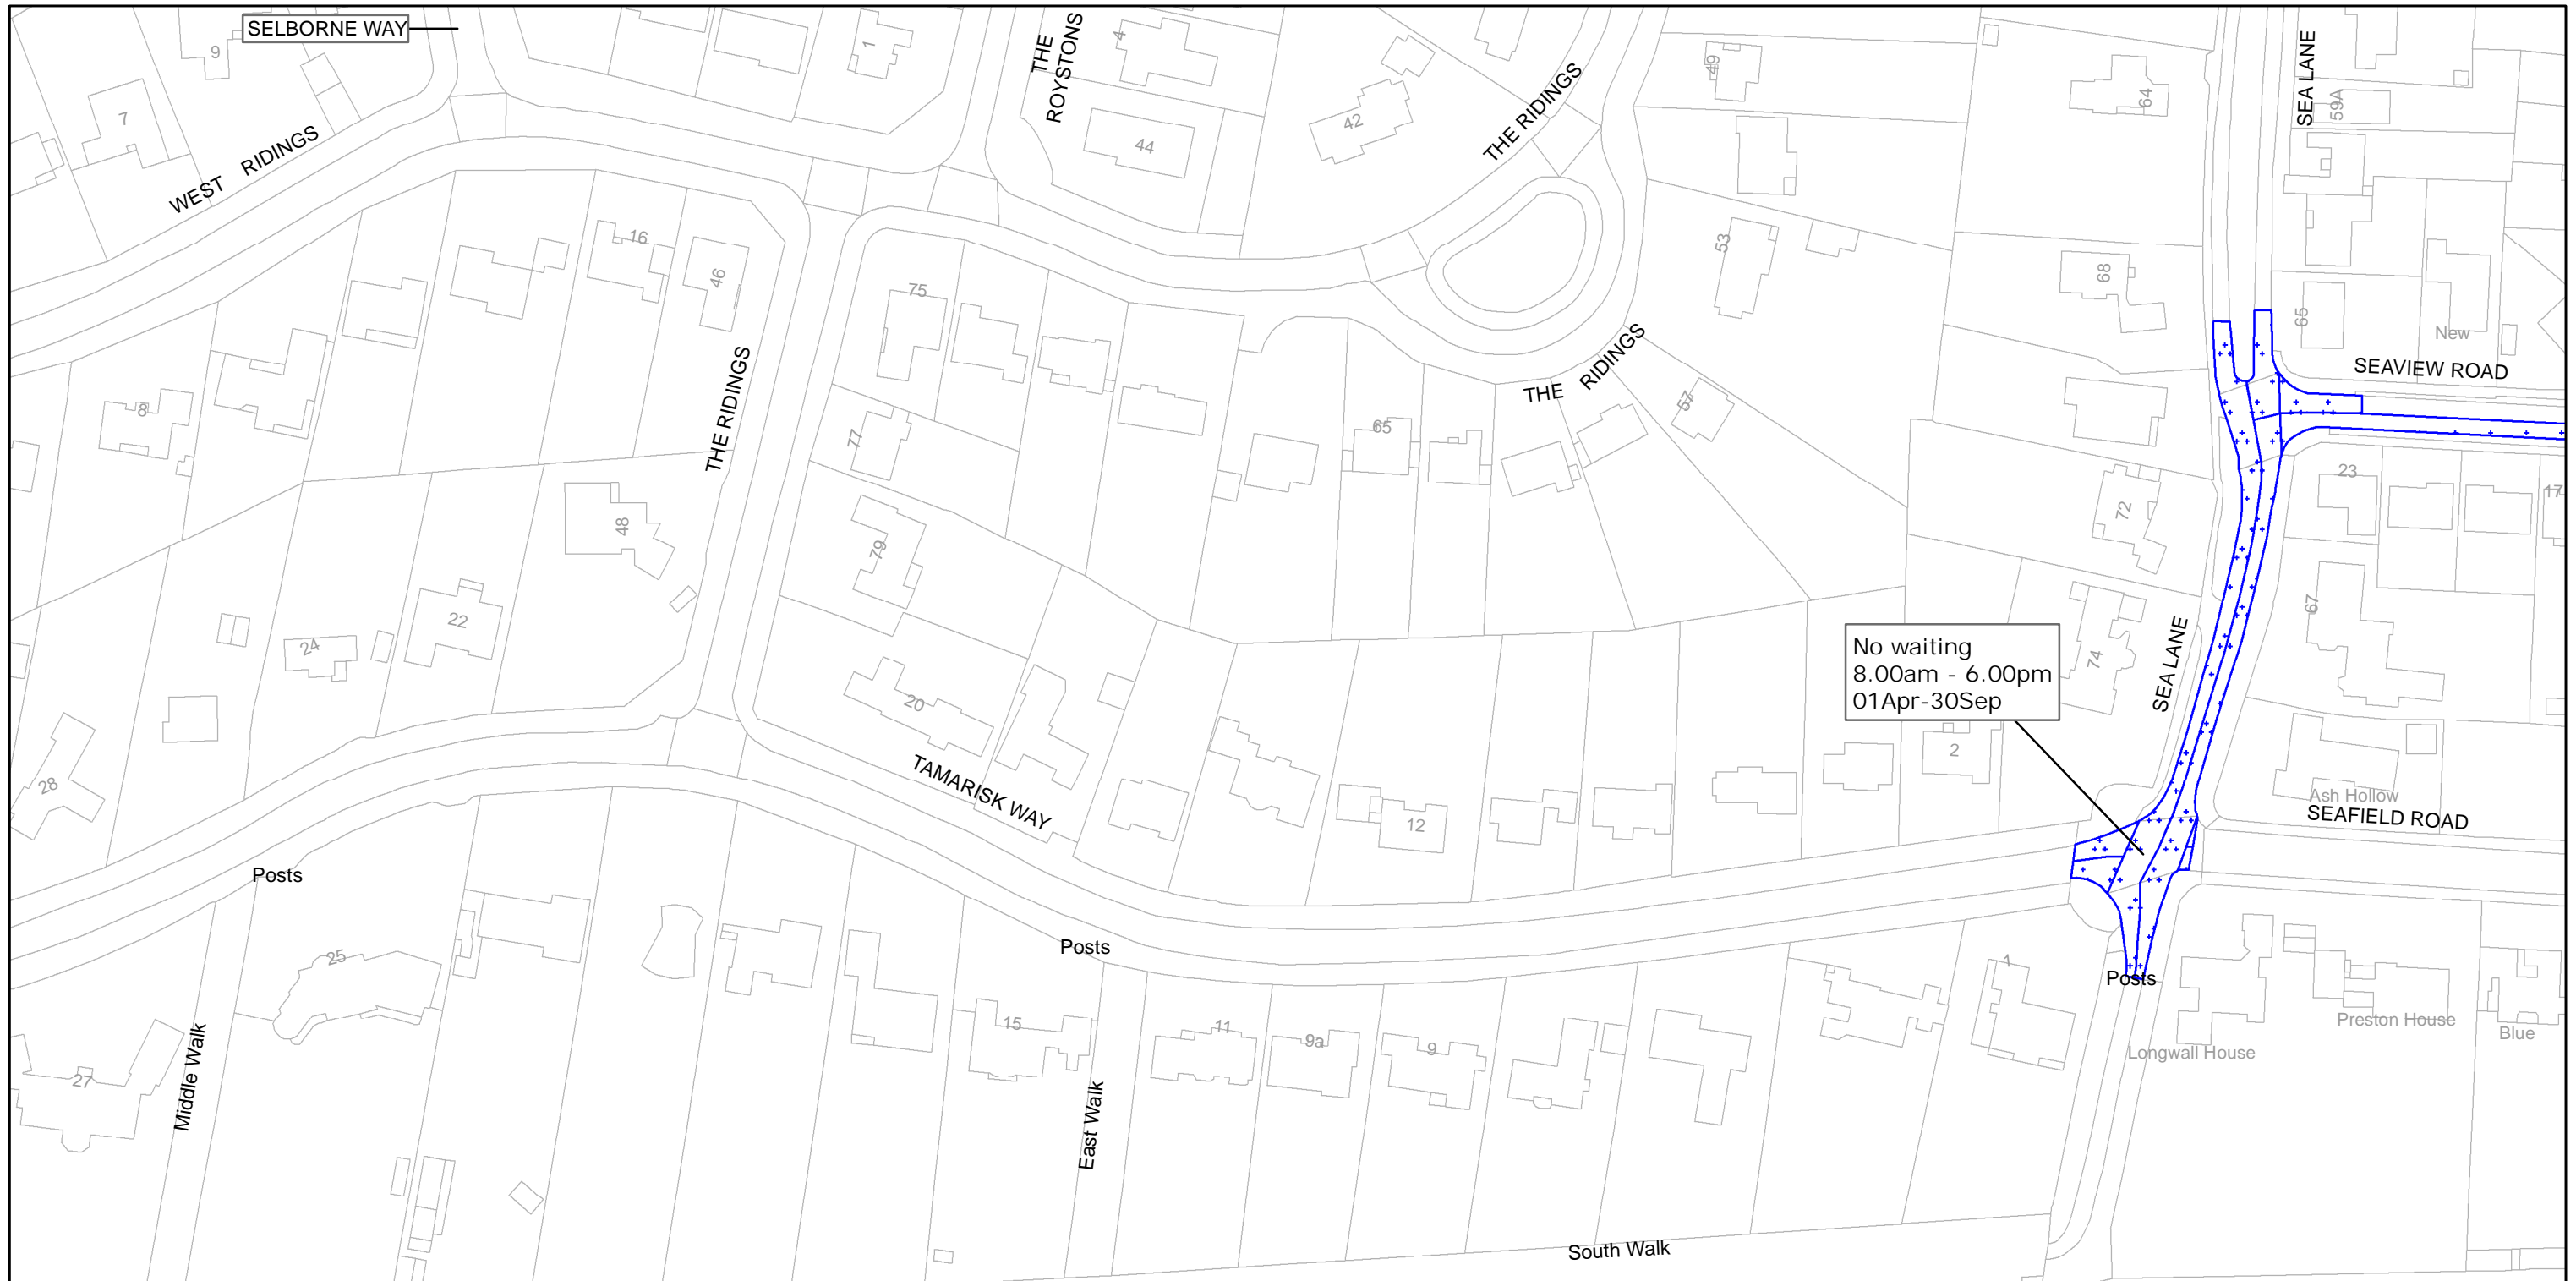 SELBORNE WAY
9
7
WEST RIDINGS
1
THE
ROYSTONS
4
44
42
THE RIDINGS
49
53
64
SEA LANE
59A
68
65
New
SEAVIEW ROAD
16
46
75
THE RIDINGS
77
8
48
79
65
THE RIDINGS
57
72
23
17
67
22
24
20
TAMARISK WAY
12
No waiting
8.00am - 6.00pm
01Apr-30Sep
74
SEA LANE
2
Ash Hollow
SEAFIELD ROAD
28
Posts
25
Posts
15
11
9a
9
1
Posts
Preston House
Blue
Longwall House
27
Middle Walk
East Walk
South Walk